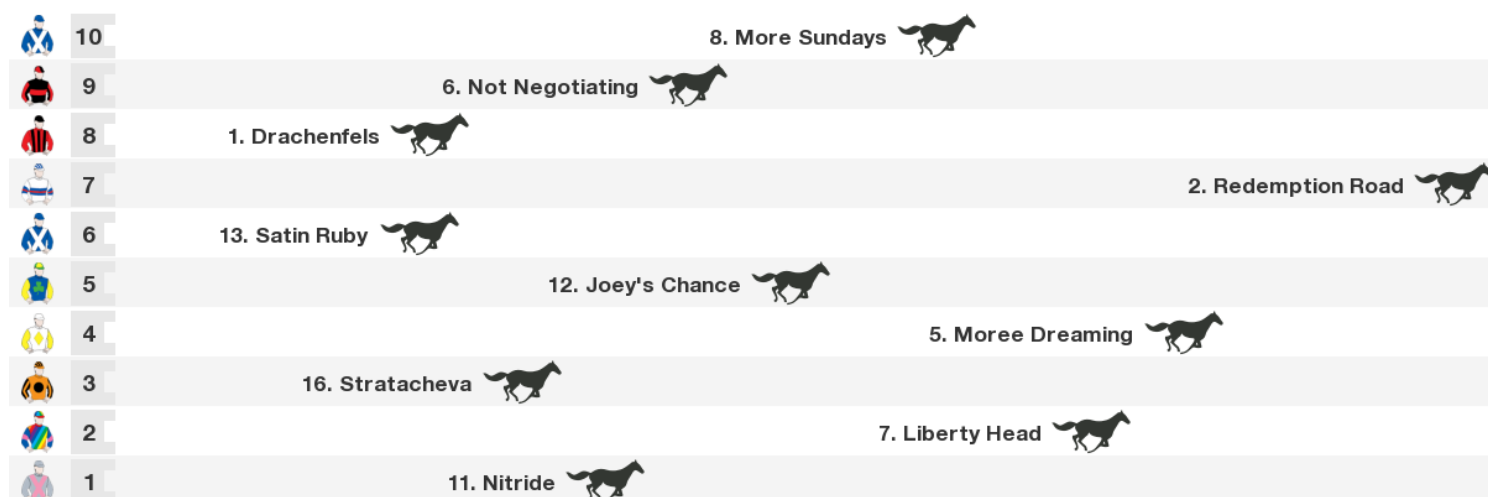 10 8. More Sundays
9 6. Not Negotiating
8 1. Drachenfels
7 2. Redemption Road
6 13. Satin Ruby
5 12. Joey's Chance
4 5. Moree Dreaming
3 16. Stratacheva
2 7. Liberty Head
1 11. Nitride